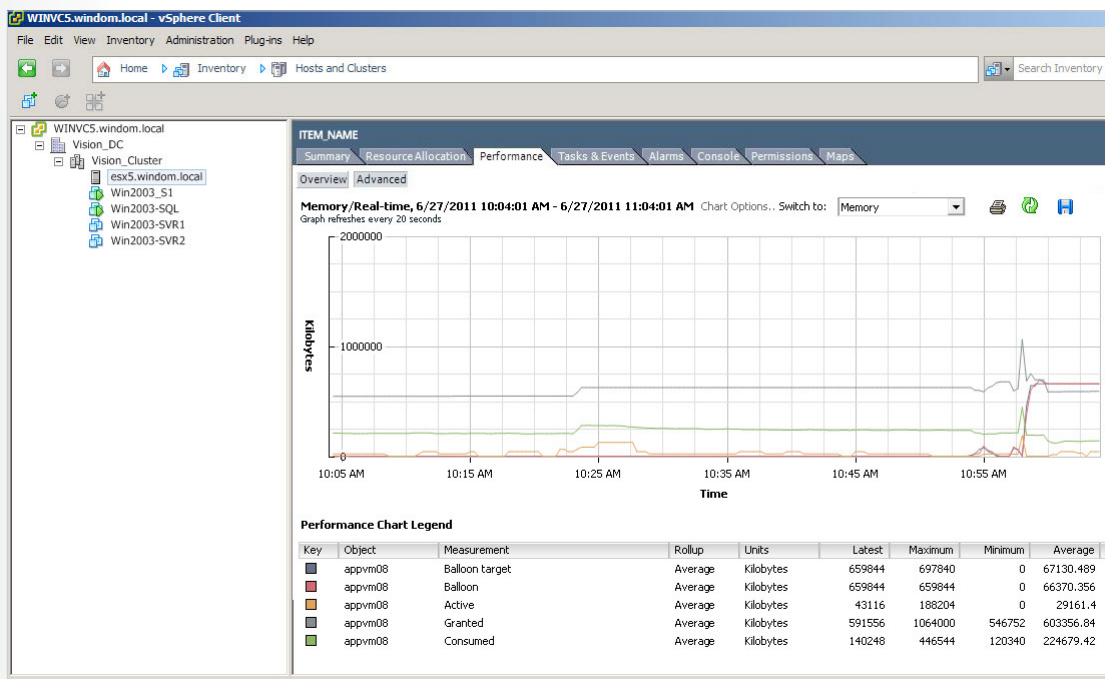 WINVC5.windom.local - vSphere Client
File Edit View Inventory Administration Plug-ins Help
Home Inventory Hosts and Clusters
Search Inventory
WINVC5.windom.local
Vision_DC
Vision_Cluster
esx5.windom.local
Win2003_S1
Win2003-SQL
Win2003-SVR1
Win2003-SVR2
ITEM_NAME
Summary Resource Allocation Performance Tasks & Events Alarms Console Permissions Maps
Overview Advanced
Memory/Real-time, 6/27/2011 10:04:01 AM - 6/27/2011 11:04:01 AM Chart Options.. Switch to: Memory
Graph refreshes every 20 seconds
2000000
1000000
0
Kilobytes
10:05 AM 10:15 AM 10:25 AM 10:35 AM 10:45 AM 10:55 AM
Time
Performance Chart Legend
Key Object Measurement Rollup Units Latest Maximum Minimum Average
appvm08 Balloon target Average Kilobytes 659844 697840 0 67130.489
appvm08 Balloon Average Kilobytes 659844 659844 0 66370.356
appvm08 Active Average Kilobytes 43116 188204 0 29161.4
appvm08 Granted Average Kilobytes 591556 1064000 546752 603356.84
appvm08 Consumed Average Kilobytes 140248 446544 120340 224679.42